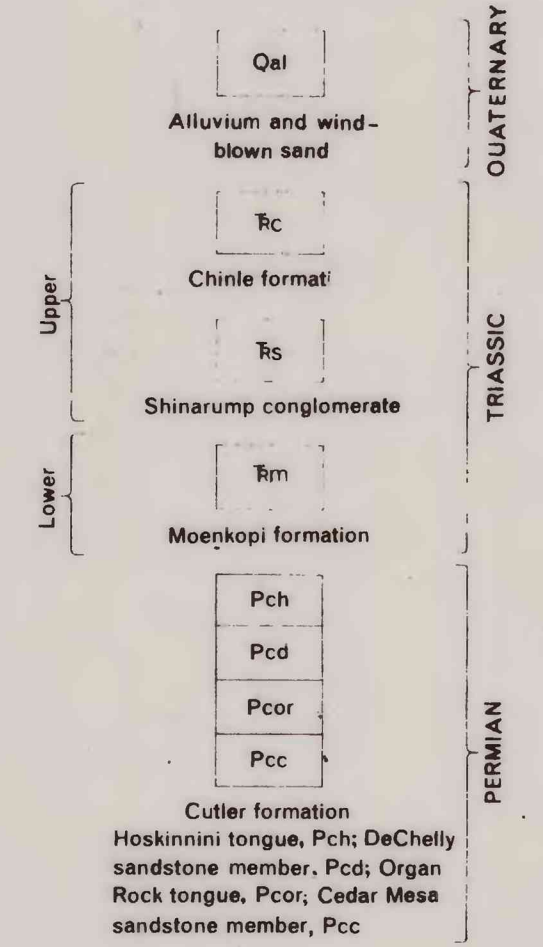 Qal
Alluvium and wind-
blown sand
QUATERNARY
Upper
Lower
TRIASSIC
T̶Rc
Chinle formati
T̶Rs
Shinarump conglomerate
T̶Rm
Moenkopi formation
Pch
Pcd
Pcor
Pcc
PERMIAN
Cutler formation
Hoskinnini tongue, Pch; DeChelly
sandstone member, Pcd; Organ
Rock tongue, Pcor; Cedar Mesa
sandstone member, Pcc